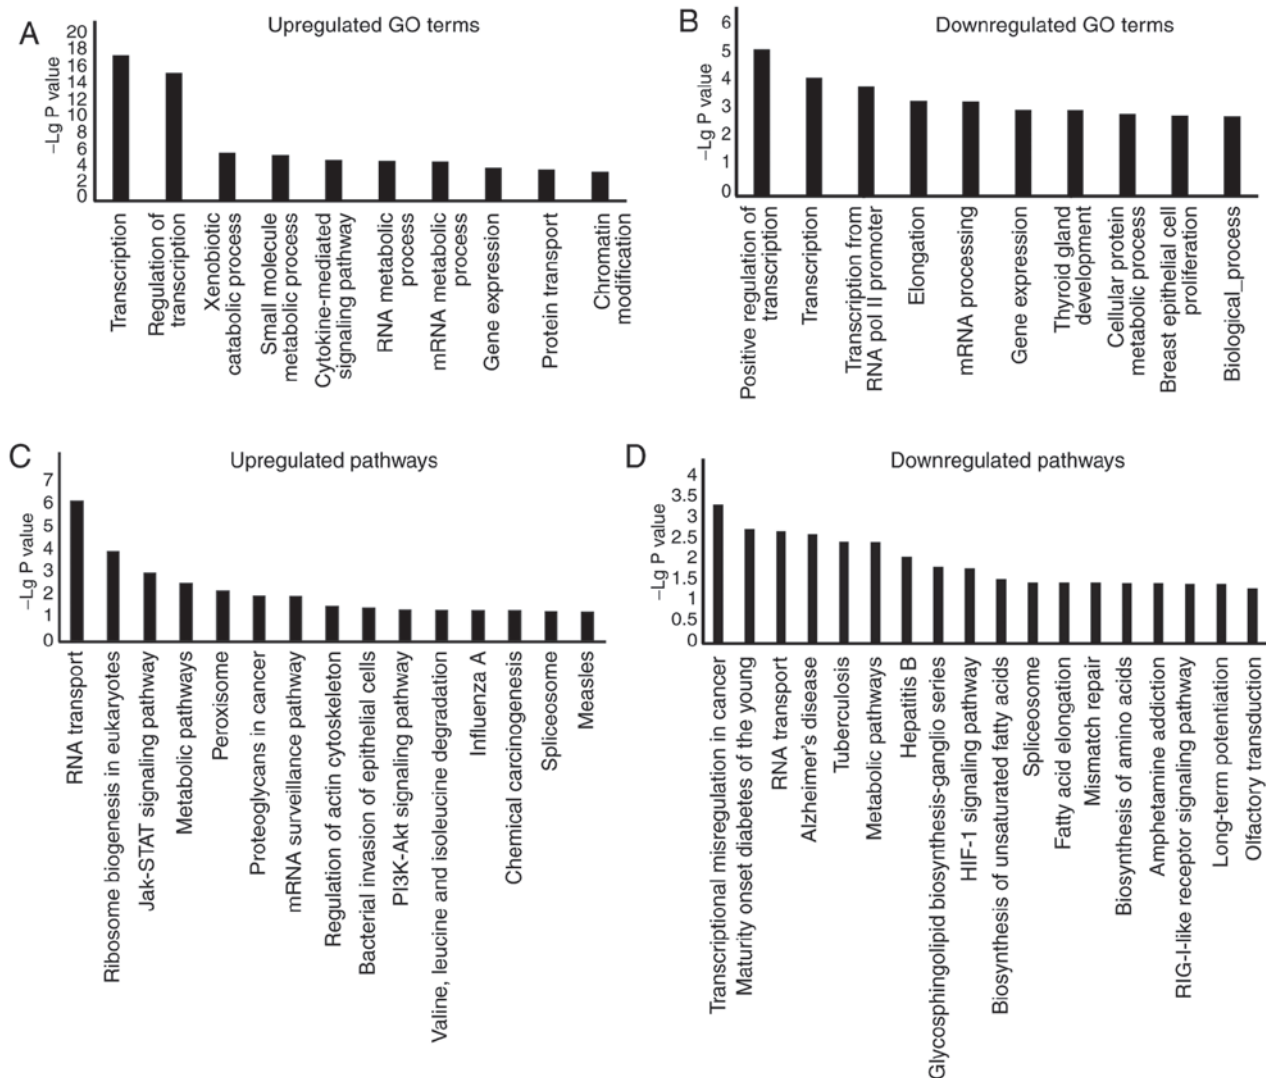 A
Upregulated GO terms
–Lg P value
20
18
16
14
12
10
8
6
4
2
0
Transcription
Regulation of
transcription
Xenobiotic
catabolic process
Small molecule
metabolic process
Cytokine-mediated
signaling pathway
RNA metabolic
process
mRNA metabolic
process
Gene expression
Protein transport
Chromatin
modification
B
Downregulated GO terms
–Lg P value
6
5
4
3
2
1
0
Positive regulation of
transcription
Transcription
Transcription from
RNA pol II promoter
Elongation
mRNA processing
Gene expression
Thyroid gland
development
Cellular protein
metabolic process
Breast epithelial cell
proliferation
Biological_process
C
Upregulated pathways
–Lg P value
7
6
5
4
3
2
1
0
RNA transport
Ribosome biogenesis in eukaryotes
Jak-STAT signaling pathway
Metabolic pathways
Peroxisome
Proteoglycans in cancer
mRNA surveillance pathway
Regulation of actin cytoskeleton
Bacterial invasion of epithelial cells
PI3K-Akt signaling pathway
Valine, leucine and isoleucine degradation
Influenza A
Chemical carcinogenesis
Spliceosome
Measles
D
Downregulated pathways
–Lg P value
4
3.5
3
2.5
2
1.5
1
0.5
0
Transcriptional misregulation in cancer
Maturity onset diabetes of the young
RNA transport
Alzheimer's disease
Tuberculosis
Metabolic pathways
Hepatitis B
Glycosphingolipid biosynthesis-ganglio series
HIF-1 signaling pathway
Biosynthesis of unsaturated fatty acids
Spliceosome
Fatty acid elongation
Mismatch repair
Biosynthesis of amino acids
Amphetamine addiction
RIG-I-like receptor signaling pathway
Long-term potentiation
Olfactory transduction